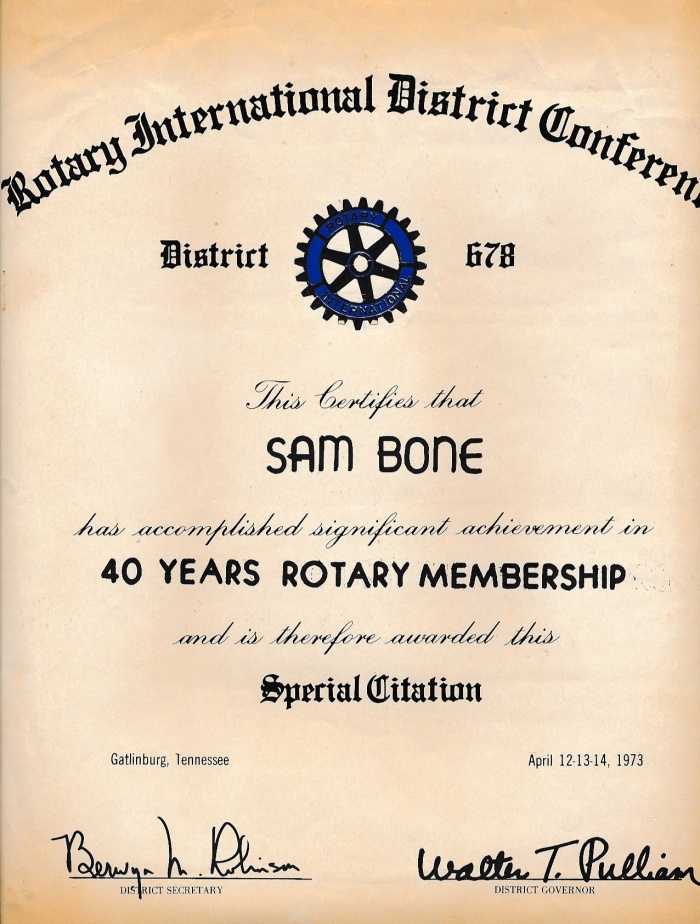 Rotary International District Conferen
District 678
ROTARY
INTERNATIONAL
This Certifies that
SAM BONE
has accomplished significant achievement in
40 YEARS ROTARY MEMBERSHIP
and is therefore awarded this
Special Citation
Gatlinburg, Tennessee April 12-13-14, 1973
Berwyn M. Robinson Walter T. Pulliam
DISTRICT SECRETARY DISTRICT GOVERNOR